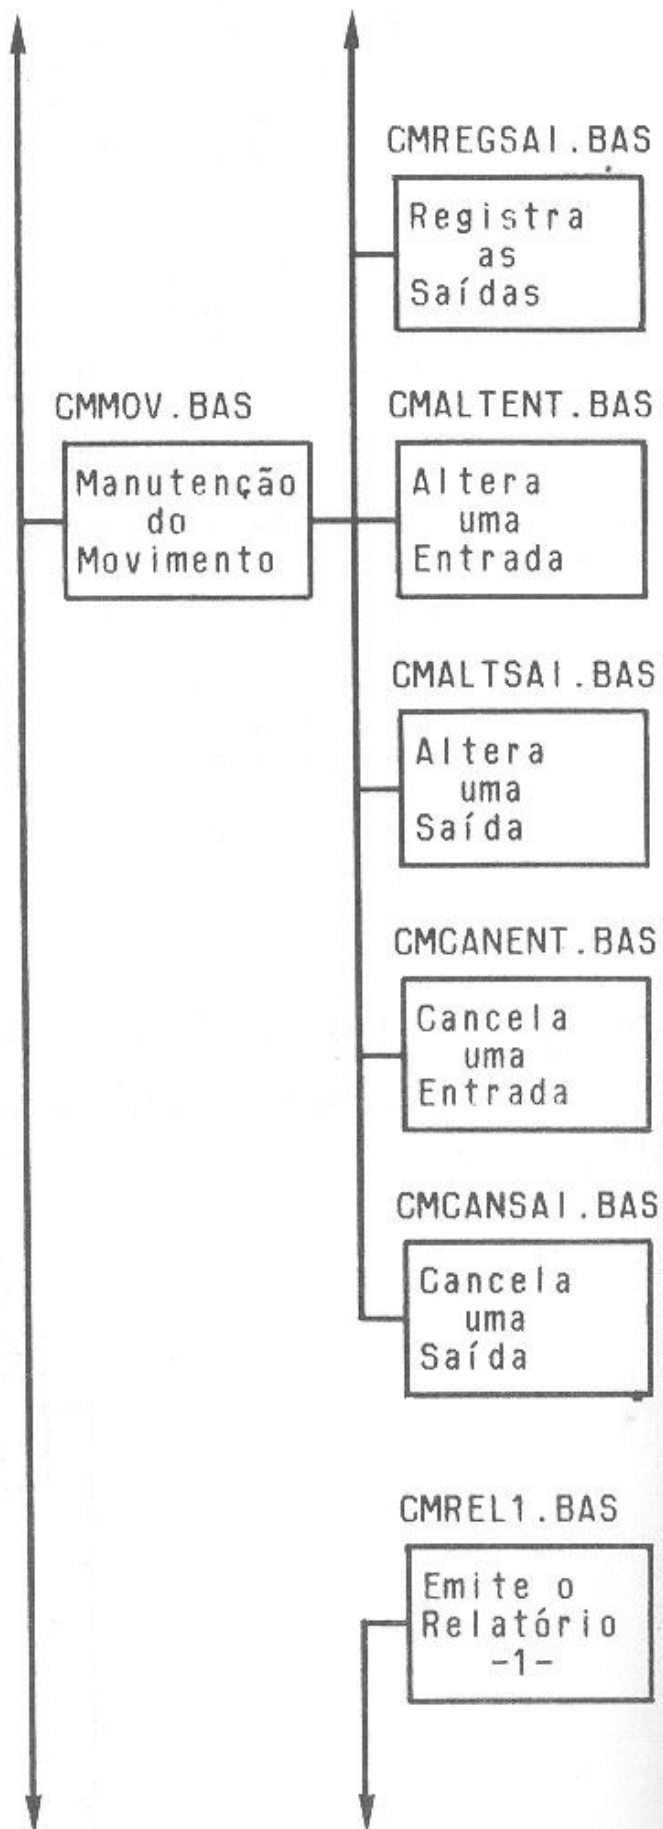 CMREGSAI.BAS
Registra
as
Saídas
CMMOV.BAS
Manutenção
do
Movimento
CMALTENT.BAS
Altera
uma
Entrada
CMALTSAI.BAS
Altera
uma
Saída
CMCANENT.BAS
Cancela
uma
Entrada
CMCANSAI.BAS
Cancela
uma
Saída
CMREL1.BAS
Emite o
Relatório
-1-